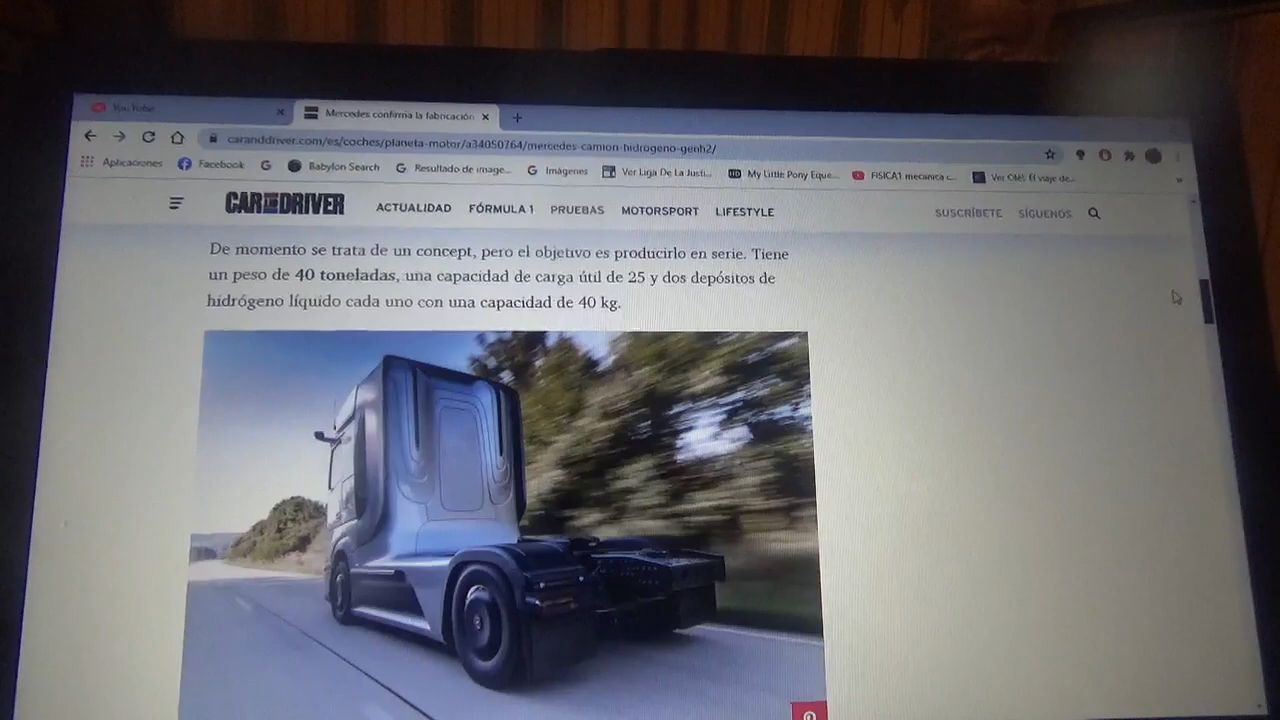 YouTube
Mercedes confirma la fabricación
caranddriver.com/es/coches/planeta-motor/a34050764/mercedes-camion-hidrogeno-genh2/
Aplicaciones Facebook Babylon Search Resultado de image... Imágenes Ver Liga De La Justi... My Little Pony Eque... FISICA1 mecanica c... Ver Olé!, El viaje de...
CAR AND DRIVER ACTUALIDAD FÓRMULA 1 PRUEBAS MOTORSPORT LIFESTYLE SUSCRÍBETE SÍGUENOS
De momento se trata de un concept, pero el objetivo es producirlo en serie. Tiene
un peso de 40 toneladas, una capacidad de carga útil de 25 y dos depósitos de
hidrógeno líquido cada uno con una capacidad de 40 kg.